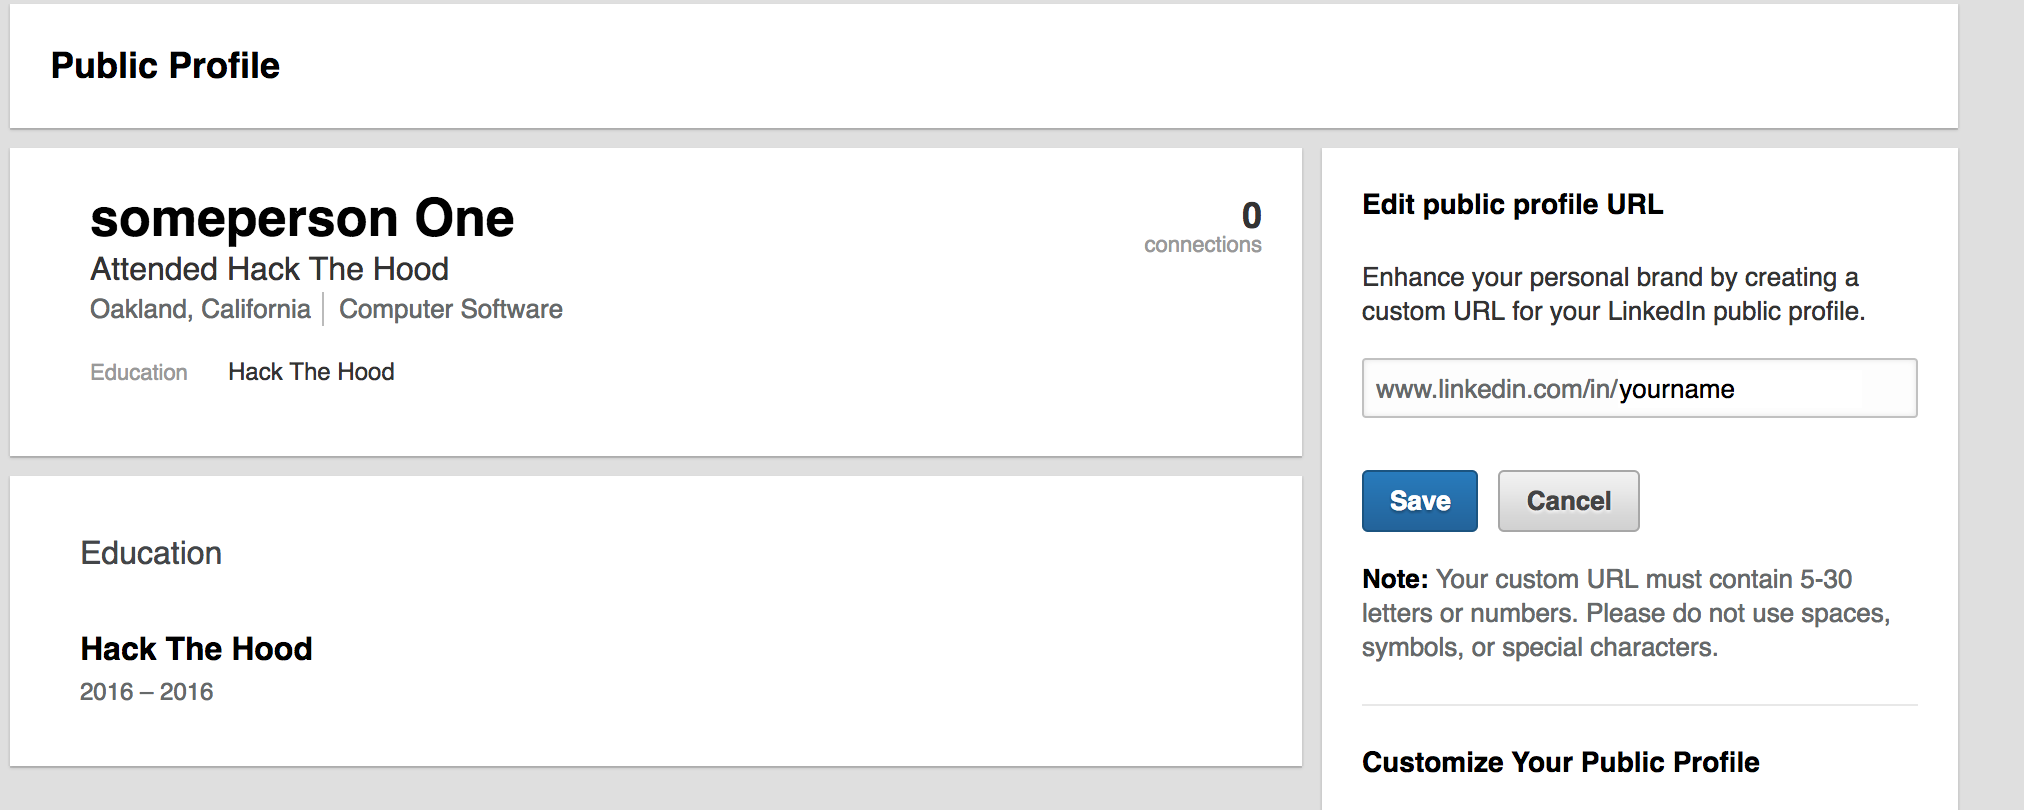 Public Profile
someperson One
0
connections
Attended Hack The Hood
Oakland, California | Computer Software
Education Hack The Hood
Education
Hack The Hood
2016 – 2016
Edit public profile URL
Enhance your personal brand by creating a
custom URL for your LinkedIn public profile.
www.linkedin.com/in/yourname
Save Cancel
Note: Your custom URL must contain 5-30
letters or numbers. Please do not use spaces,
symbols, or special characters.
Customize Your Public Profile